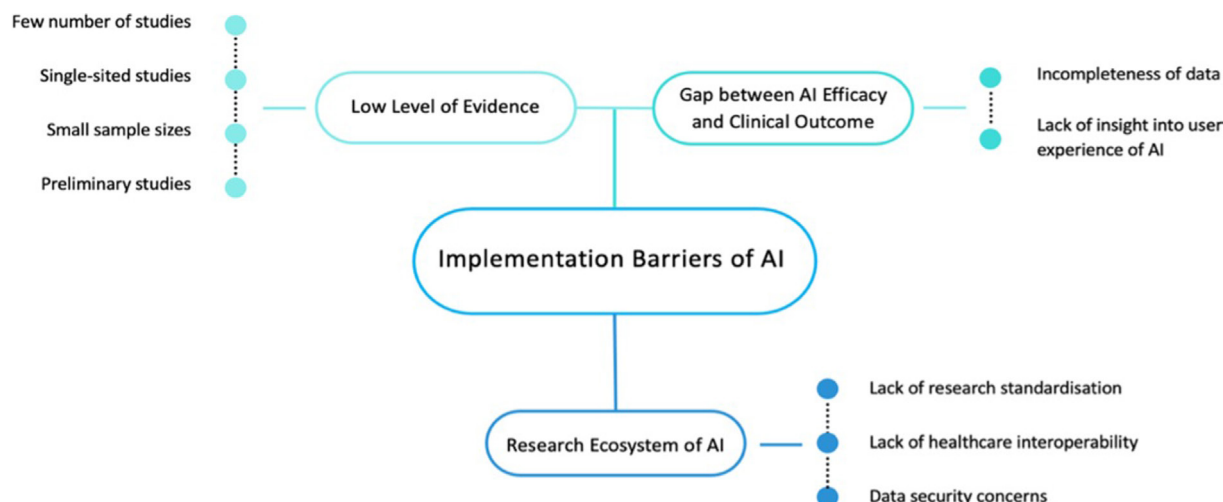 Few number of studies
Single-sited studies
Small sample sizes
Preliminary studies
Low Level of Evidence
Gap between AI Efficacy
and Clinical Outcome
Incompleteness of data
Lack of insight into user
experience of AI
Implementation Barriers of AI
Research Ecosystem of AI
Lack of research standardisation
Lack of healthcare interoperability
Data security concerns